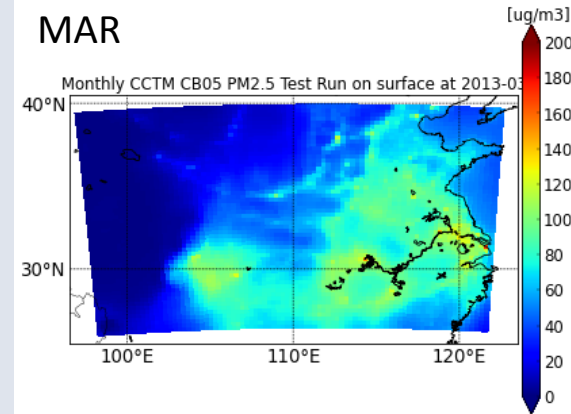 MAR
[ug/m3]
Monthly CCTM CB05 PM2.5 Test Run on surface at 2013-03
200
180
160
140
120
100
80
60
40
20
0
40°N
30°N
100°E
110°E
120°E